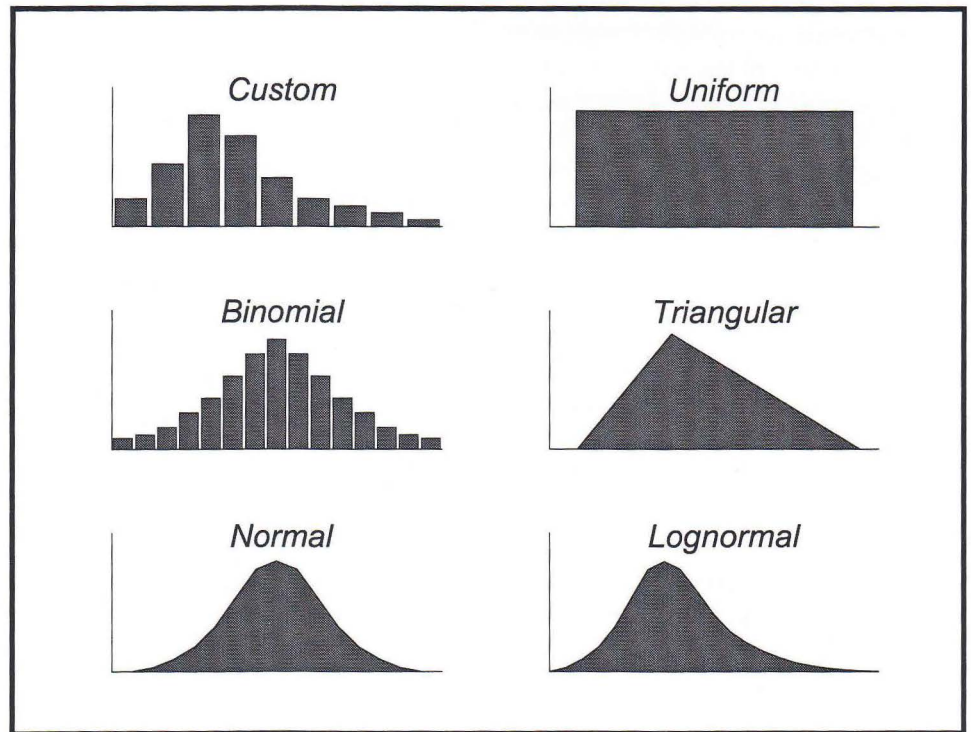 Custom
Uniform
Binomial
Triangular
Normal
Lognormal